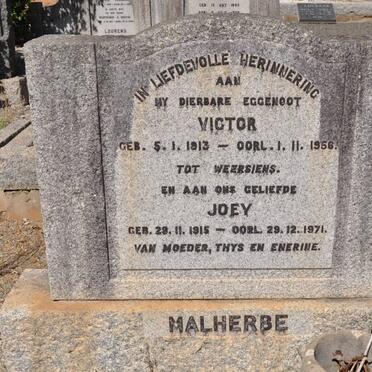 LOURENS
IN LIEFDEVOLLE HERINNERING
AAN
MY DIERBARE EGGENOOT
VICTOR
GEB. 5.1.1913 — OORL. 1.11.1956.
TOT WEERSIENS.
EN AAN ONS GELIEFDE
JOEY
GEB. 29.11.1915 — OORL. 29.12.1971.
VAN MOEDER, THYS EN ENERINE.
MALHERBE